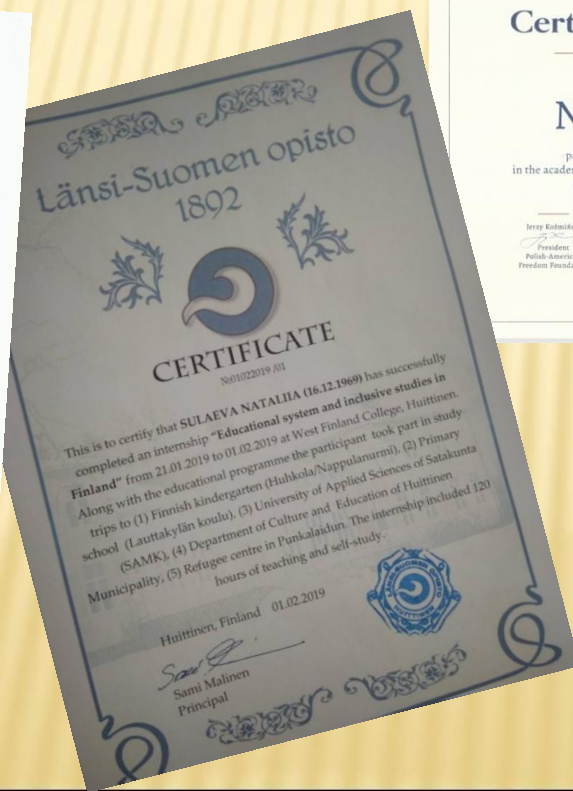 Länsi-Suomen opisto
1892
CERTIFICATE
№01022019 /01
This is to certify that SULAEVA NATALIIA (16.12.1969) has successfully
completed an internship "Educational system and inclusive studies in
Finland" from 21.01.2019 to 01.02.2019 at West Finland College, Huittinen.
Along with the educational programme the participant took part in study
trips to (1) Finnish kindergarten (Huhkola/Nappulanurmi), (2) Primary
school (Lauttakylän koulu), (3) University of Applied Sciences of Satakunta
(SAMK), (4) Department of Culture and Education of Huittinen
Municipality, (5) Refugee centre in Punkalaidun. The internship included 120
hours of teaching and self-study.
Huittinen, Finland 01.02.2019
Sami Malinen
Principal
LÄNSI-SUOMEN OPISTO
HUITTINEN
Cert
N
P
in the acade
Jerzy Koźmiń
President
Polish-Americ
Freedom Founda